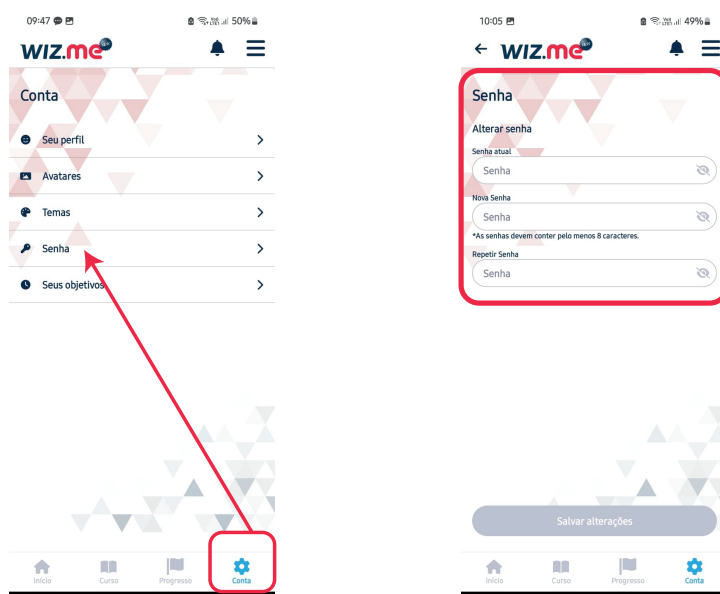 09:47
50%
WIZ.me
Conta
Seu perfil
Avatares
Temas
Senha
Seus objetivos
Início
Curso
Progresso
Conta
10:05
49%
WIZ.me
Senha
Alterar senha
Senha atual
Senha
Nova Senha
Senha
*As senhas devem conter pelo menos 8 caracteres.
Repetir Senha
Senha
Salvar alterações
Início
Curso
Progresso
Conta